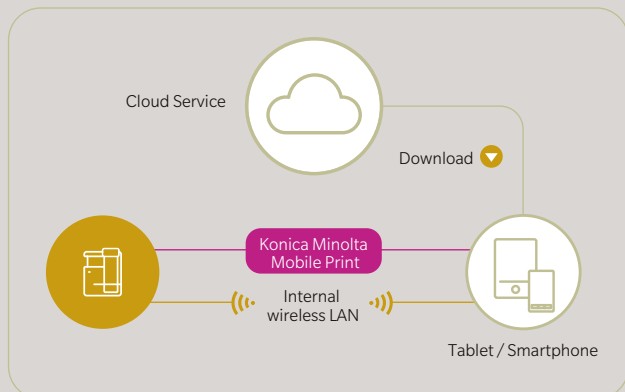 Cloud Service
Download
Konica Minolta
Mobile Print
Internal
wireless LAN
Tablet / Smartphone